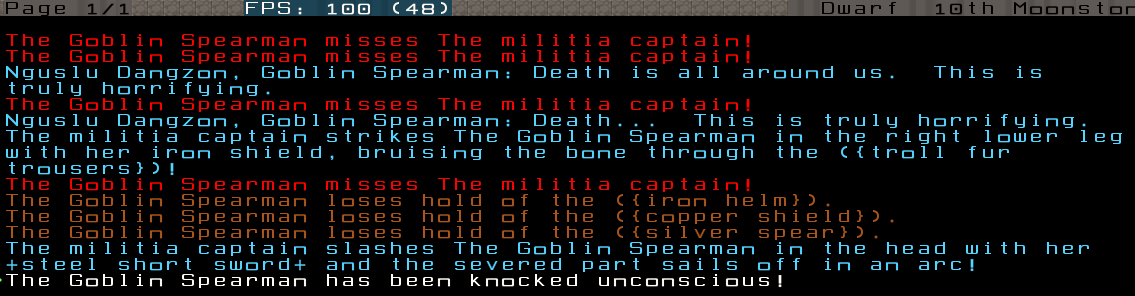 Page 1/1 FPS: 100 (48) Dwarf 10th Moonston
The Goblin Spearman misses The militia captain!
The Goblin Spearman misses The militia captain!
Nguslu Dangzon, Goblin Spearman: Death is all around us.  This is
truly horrifying.
The Goblin Spearman misses The militia captain!
Nguslu Dangzon, Goblin Spearman: Death...  This is truly horrifying.
The militia captain strikes The Goblin Spearman in the right lower leg
with her iron shield, bruising the bone through the ({troll fur
trousers})!
The Goblin Spearman misses The militia captain!
The Goblin Spearman loses hold of the ({iron helm}).
The Goblin Spearman loses hold of the ({copper shield}).
The Goblin Spearman loses hold of the ({silver spear}).
The militia captain slashes The Goblin Spearman in the head with her
+steel short sword+ and the severed part sails off in an arc!
The Goblin Spearman has been knocked unconscious!